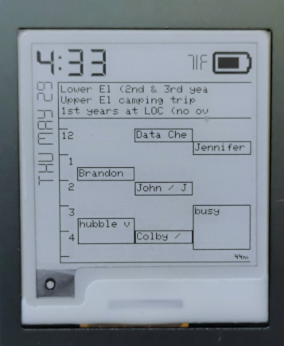 4:33
71F
THU MAY 29
Lower El (2nd & 3rd yea
Upper El camping trip
1st years at LOC (no ov
12
Data Che
Jennifer
1
Brandon
2
John / J
3
busy
hubble v
4
Colby /
44m